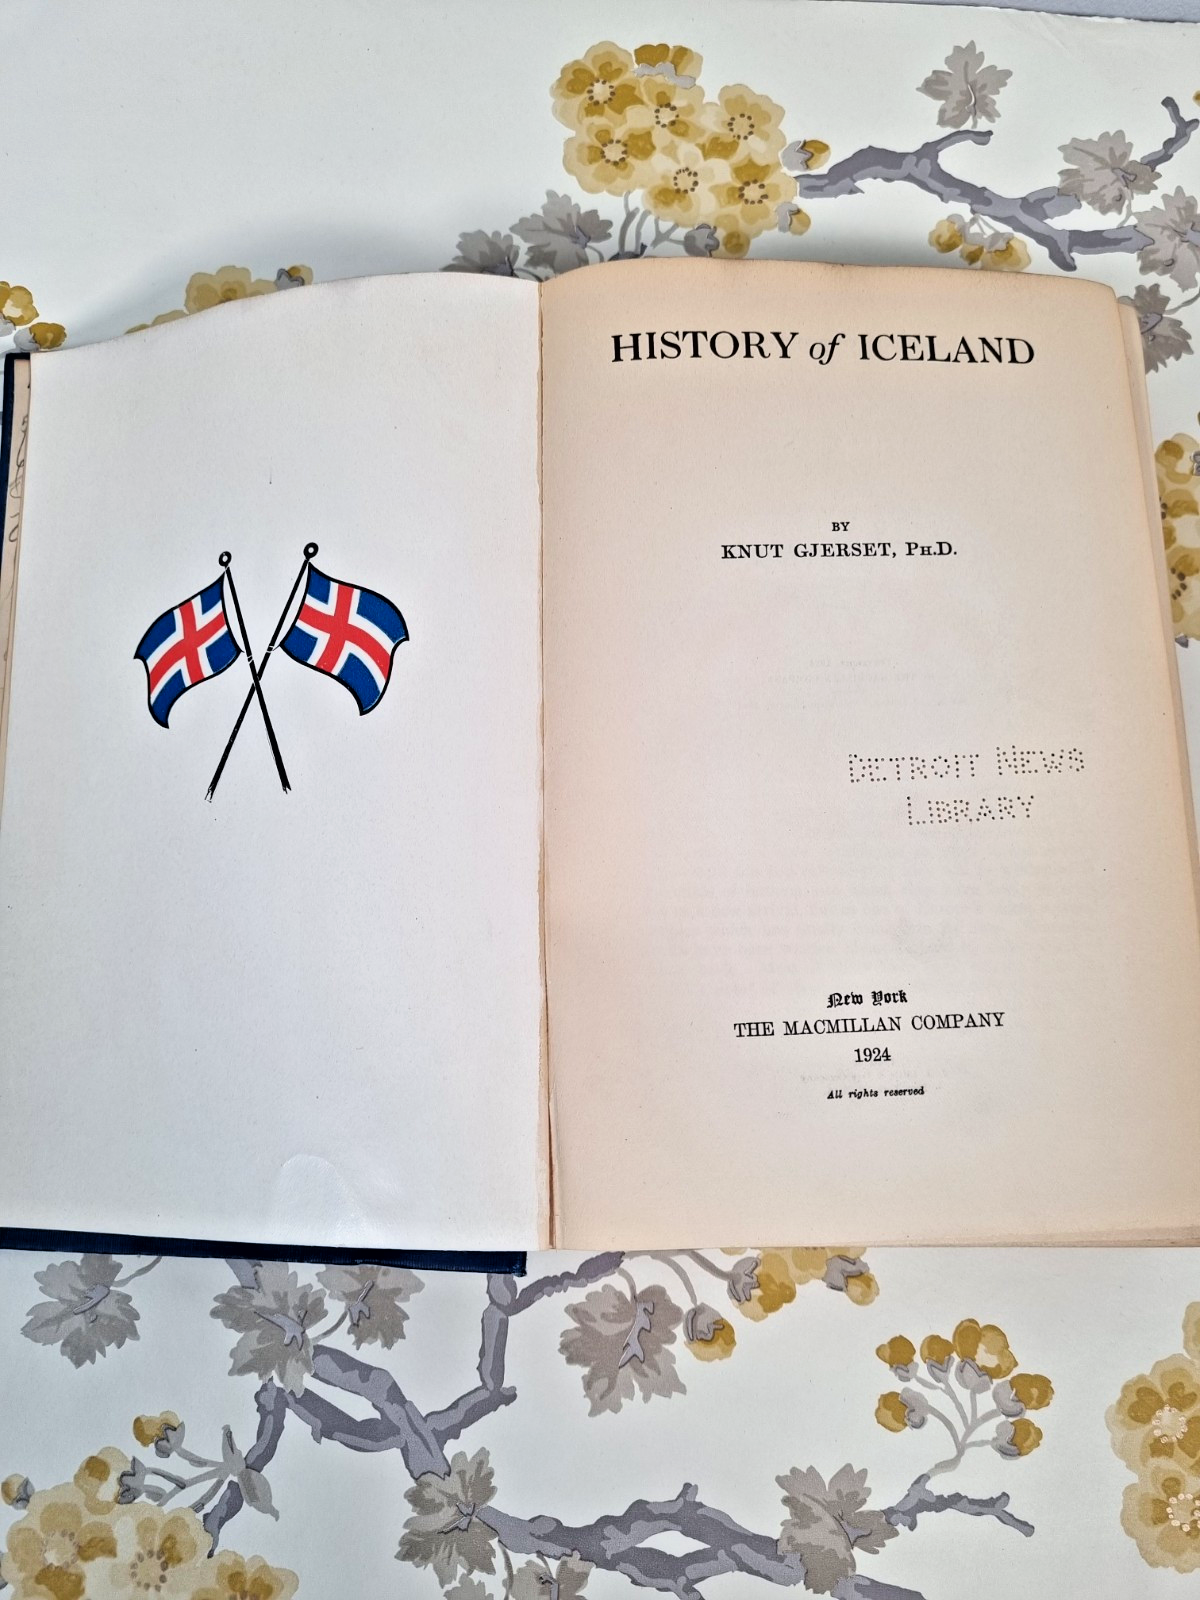 HISTORY of ICELAND
BY
KNUT GJERSET, PH.D.
DETROIT NEWS
LIBRARY
New York
THE MACMILLAN COMPANY
1924
All rights reserved